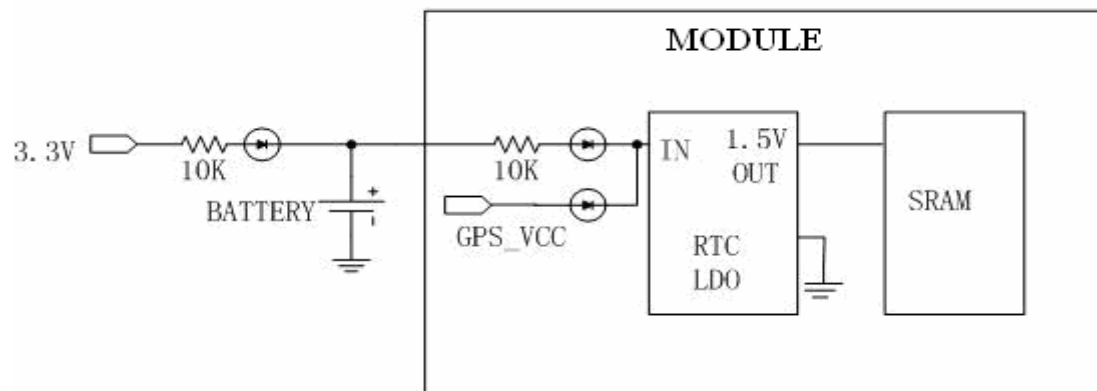 MODULE
3.3V
10K
BATTERY
+
-
10K
GPS_VCC
IN
1.5V
OUT
RTC
LDO
SRAM